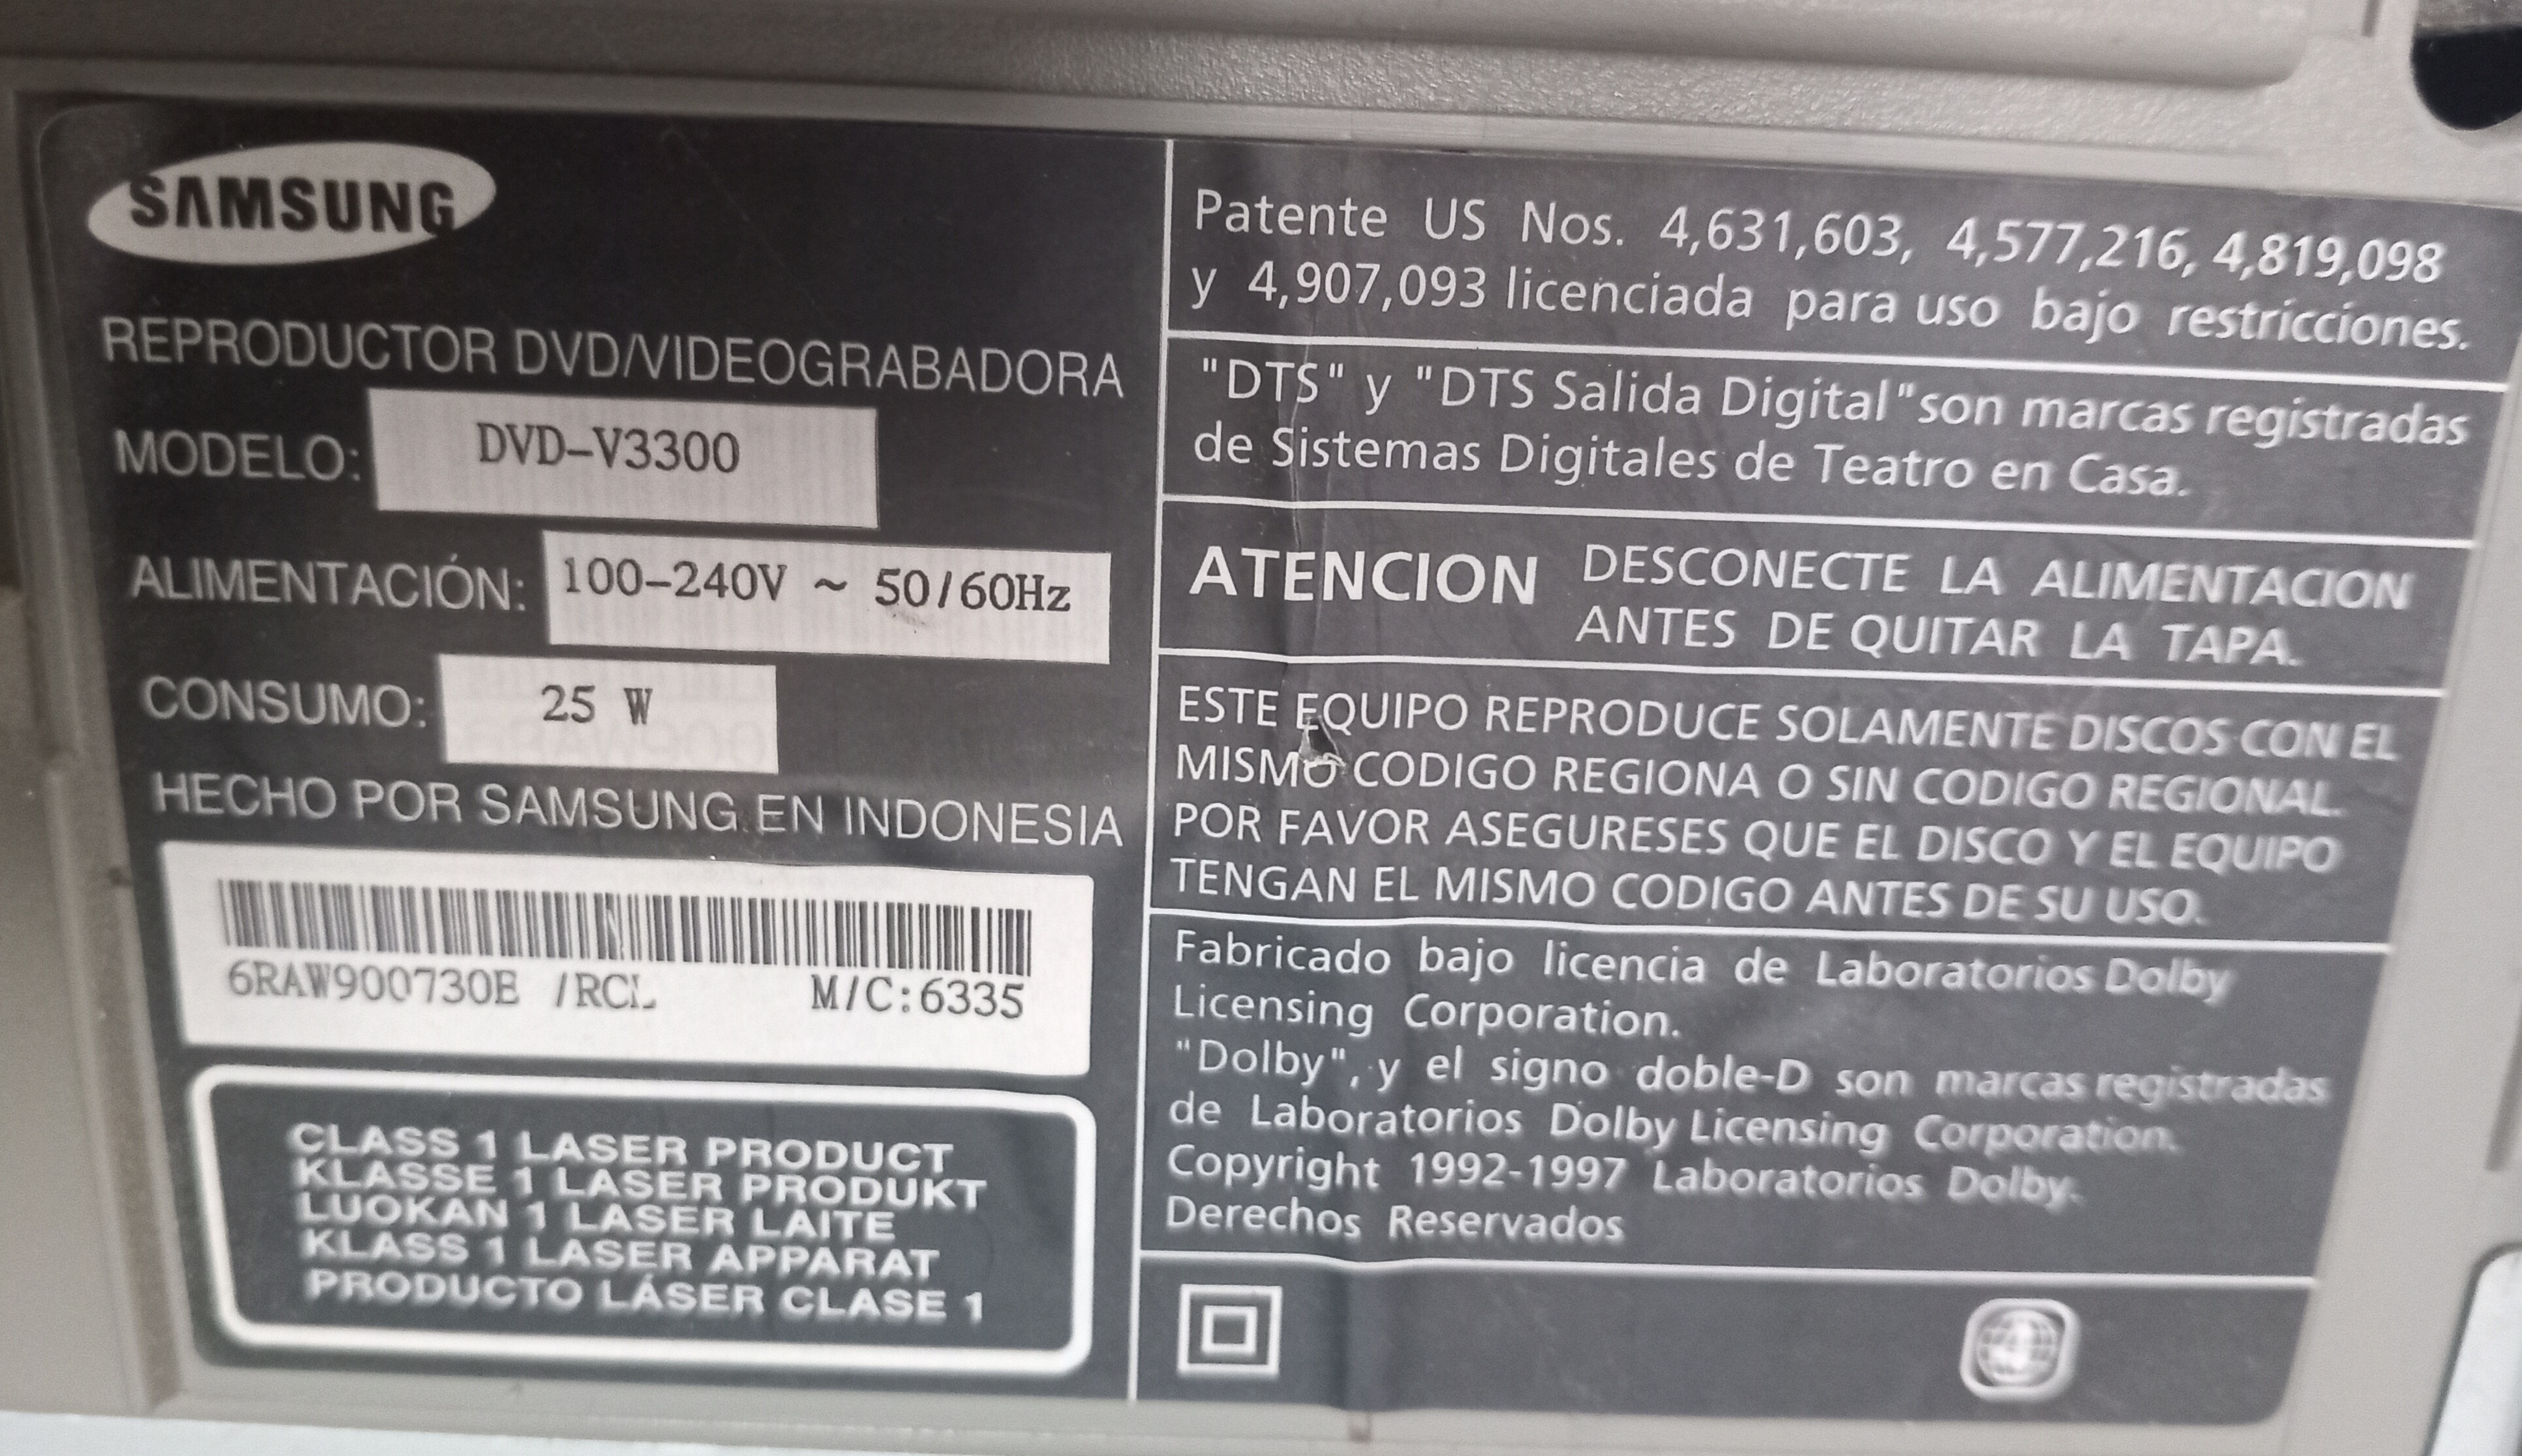 SAMSUNG
REPRODUCTOR DVD/VIDEOGRABADORA
MODELO: DVD-V3300
ALIMENTACIÓN: 100-240V ~ 50/60Hz
CONSUMO: 25 W
HECHO POR SAMSUNG EN INDONESIA
6RAW900730E /RCL M/C:6335
CLASS 1 LASER PRODUCT
KLASSE 1 LASER PRODUKT
LUOKAN 1 LASER LAITE
KLASS 1 LASER APPARAT
PRODUCTO LÁSER CLASE 1
Patente US Nos. 4,631,603, 4,577,216, 4,819,098
y 4,907,093 licenciada para uso bajo restricciones.
"DTS" y "DTS Salida Digital"son marcas registradas
de Sistemas Digitales de Teatro en Casa.
ATENCION DESCONECTE LA ALIMENTACION
ANTES DE QUITAR LA TAPA.
ESTE EQUIPO REPRODUCE SOLAMENTE DISCOS CON EL
MISMO CODIGO REGIONA O SIN CODIGO REGIONAL.
POR FAVOR ASEGURESES QUE EL DISCO Y EL EQUIPO
TENGAN EL MISMO CODIGO ANTES DE SU USO.
Fabricado bajo licencia de Laboratorios Dolby
Licensing Corporation.
"Dolby", y el signo doble-D son marcas registradas
de Laboratorios Dolby Licensing Corporation.
Copyright 1992-1997 Laboratorios Dolby.
Derechos Reservados
4